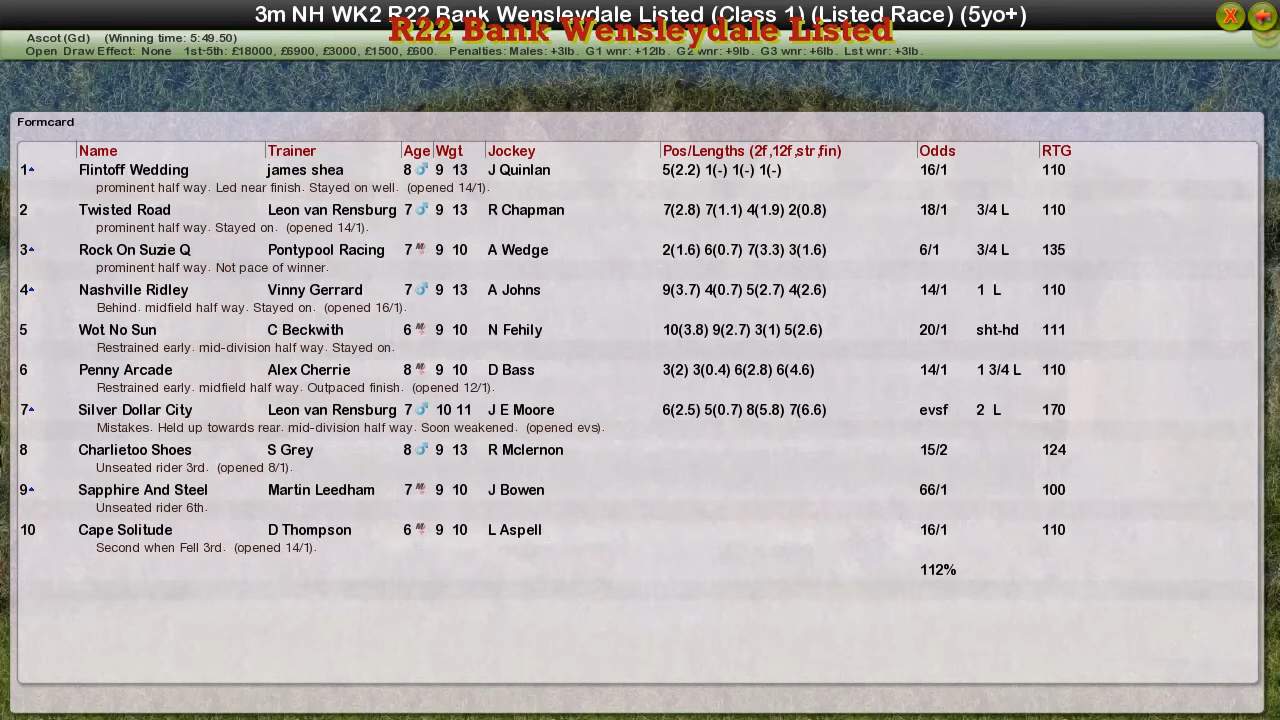 3m NH WK2 R22 Bank Wensleydale Listed (Class 1) (Listed Race) (5yo+)
R22 Bank Wensleydale Listed
Ascot(Gd) (Winning time: 5:49.50)
Open Draw Effect: None 1st-5th: £18000, £6900, £3000, £1500, £600. Penalties: Males: +3lb. G1 wnr: +12lb. G2 wnr: +9lb. G3 wnr: +6lb. Lst wnr: +3lb.
Formcard
Name Trainer Age Wgt Jockey Pos/Lengths (2f,12f,str,fin) Odds RTG
1 Flintoff Wedding james shea 8 9 13 J Quinlan 5(2.2) 1(-) 1(-) 1(-) 16/1 110
prominent half way. Led near finish. Stayed on well. (opened 14/1).
2 Twisted Road Leon van Rensburg 7 9 13 R Chapman 7(2.8) 7(1.1) 4(1.9) 2(0.8) 18/1 3/4 L 110
prominent half way. Stayed on. (opened 14/1).
3 Rock On Suzie Q Pontypool Racing 7 9 10 A Wedge 2(1.6) 6(0.7) 7(3.3) 3(1.6) 6/1 3/4 L 135
prominent half way. Not pace of winner.
4 Nashville Ridley Vinny Gerrard 7 9 13 A Johns 9(3.7) 4(0.7) 5(2.7) 4(2.6) 14/1 1 L 110
Behind. midfield half way. Stayed on. (opened 16/1).
5 Wot No Sun C Beckwith 6 9 10 N Fehily 10(3.8) 9(2.7) 3(1) 5(2.6) 20/1 sht-hd 111
Restrained early. mid-division half way. Stayed on.
6 Penny Arcade Alex Cherrie 8 9 10 D Bass 3(2) 3(0.4) 6(2.8) 6(4.6) 14/1 1 3/4 L 110
Restrained early. midfield half way. Outpaced finish. (opened 12/1).
7 Silver Dollar City Leon van Rensburg 7 10 11 J E Moore 6(2.5) 5(0.7) 8(5.8) 7(6.6) evsf 2 L 170
Mistakes. Held up towards rear. mid-division half way. Soon weakened. (opened evs).
8 Charlietoo Shoes S Grey 8 9 13 R Mclernon 15/2 124
Unseated rider 3rd. (opened 8/1).
9 Sapphire And Steel Martin Leedham 7 9 10 J Bowen 66/1 100
Unseated rider 6th.
10 Cape Solitude D Thompson 6 9 10 L Aspell 16/1 110
Second when Fell 3rd. (opened 14/1).
112%